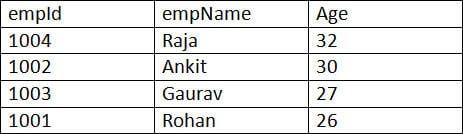 empId empName Age
1004 Raja 32
1002 Ankit 30
1003 Gaurav 27
1001 Rohan 26